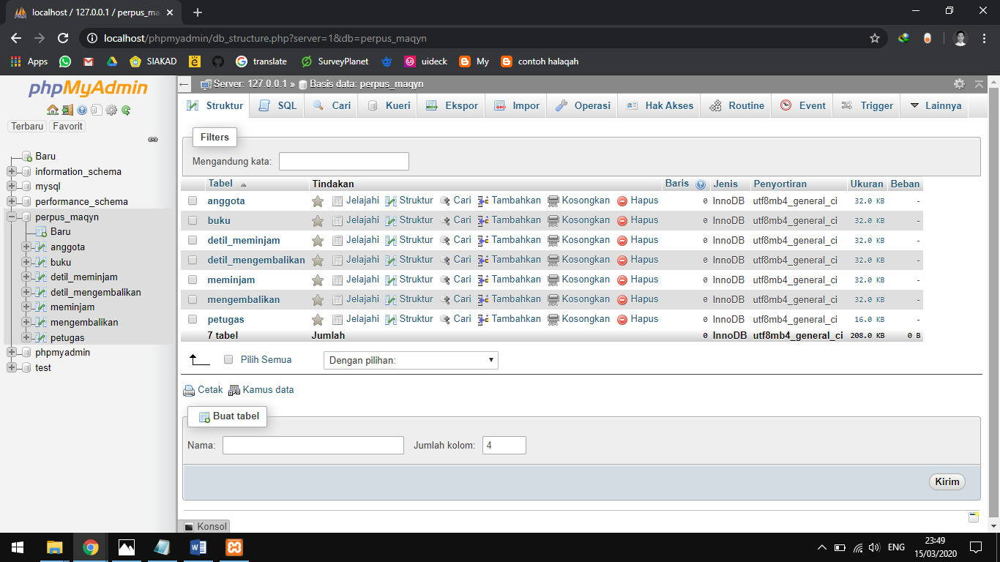 localhost / 127.0.0.1 / perpus_ma
localhost/phpmyadmin/db_structure.php?server=1&db=perpus_maqyn
Apps SIAKAD translate SurveyPlanet uideck My contoh halaqah
phpMyAdmin
Terbaru Favorit
Baru
information_schema
mysql
performance_schema
perpus_maqyn
Baru
anggota
buku
detil_meminjam
detil_mengembalikan
meminjam
mengembalikan
petugas
phpmyadmin
test
Server: 127.0.0.1 » Basis data: perpus_maqyn
Struktur SQL Cari Kueri Ekspor Impor Operasi Hak Akses Routine Event Trigger Lainnya
Filters
Mengandung kata:
Tabel Tindakan Baris Jenis Penyortiran Ukuran Beban
anggota Jelajahi Struktur Cari Tambahkan Kosongkan Hapus 0 InnoDB utf8mb4_general_ci 32.0 KB -
buku Jelajahi Struktur Cari Tambahkan Kosongkan Hapus 0 InnoDB utf8mb4_general_ci 32.0 KB -
detil_meminjam Jelajahi Struktur Cari Tambahkan Kosongkan Hapus 0 InnoDB utf8mb4_general_ci 32.0 KB -
detil_mengembalikan Jelajahi Struktur Cari Tambahkan Kosongkan Hapus 0 InnoDB utf8mb4_general_ci 32.0 KB -
meminjam Jelajahi Struktur Cari Tambahkan Kosongkan Hapus 0 InnoDB utf8mb4_general_ci 32.0 KB -
mengembalikan Jelajahi Struktur Cari Tambahkan Kosongkan Hapus 0 InnoDB utf8mb4_general_ci 32.0 KB -
petugas Jelajahi Struktur Cari Tambahkan Kosongkan Hapus 0 InnoDB utf8mb4_general_ci 16.0 KB -
7 tabel Jumlah 0 InnoDB utf8mb4_general_ci 208.0 KB 0 B
Pilih Semua Dengan pilihan:
Cetak Kamus data
Buat tabel
Nama: Jumlah kolom: 4
Kirim
Konsol
ENG 23:49
15/03/2020